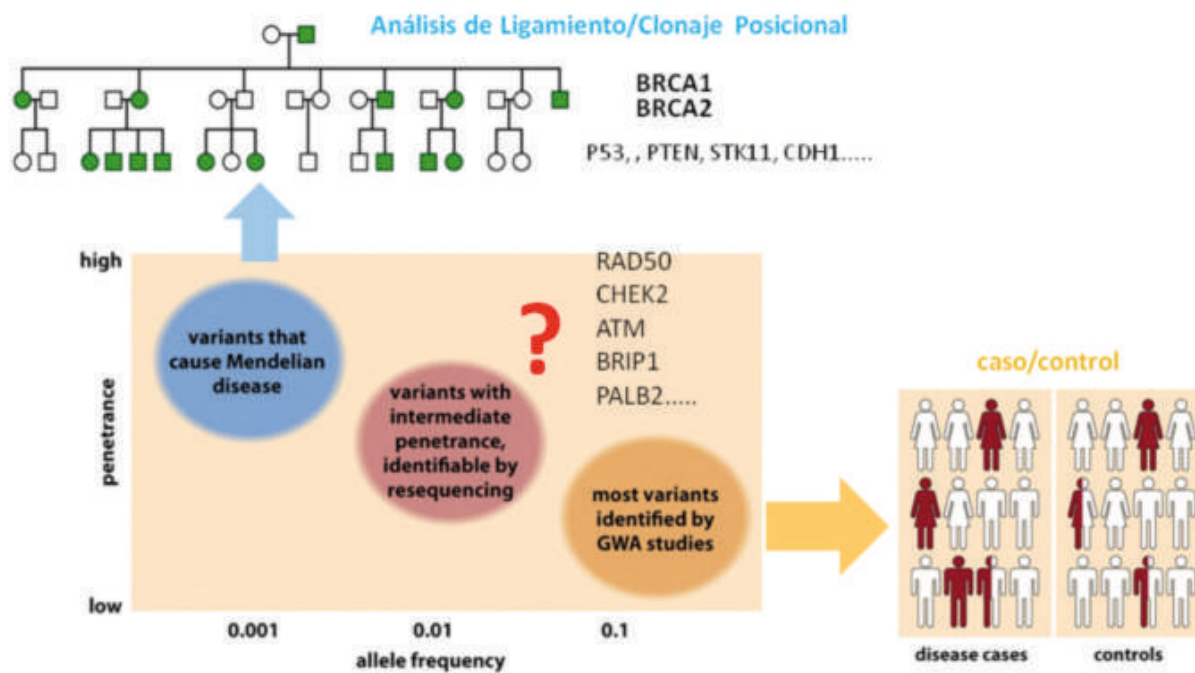 Análisis de Ligamiento/Clonaje Posicional
BRCA1
BRCA2
P53, , PTEN, STK11, CDH1.....
high
penetrance
low
variants that
cause Mendelian
disease
variants with
intermediate
penetrance,
identifiable by
resequencing
?
RAD50
CHEK2
ATM
BRIP1
PALB2.....
most variants
identified by
GWA studies
0.001
0.01
0.1
allele frequency
caso/control
disease cases
controls